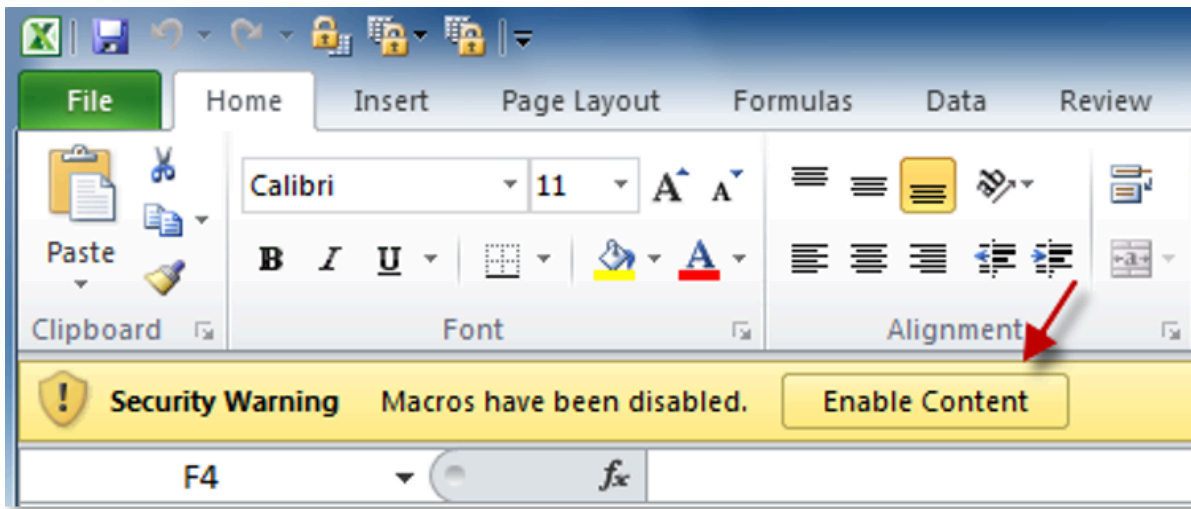 File Home Insert Page Layout Formulas Data Review
Calibri 11 A A
Paste B I U A a
Clipboard Font Alignment
Security Warning Macros have been disabled. Enable Content
F4 fx